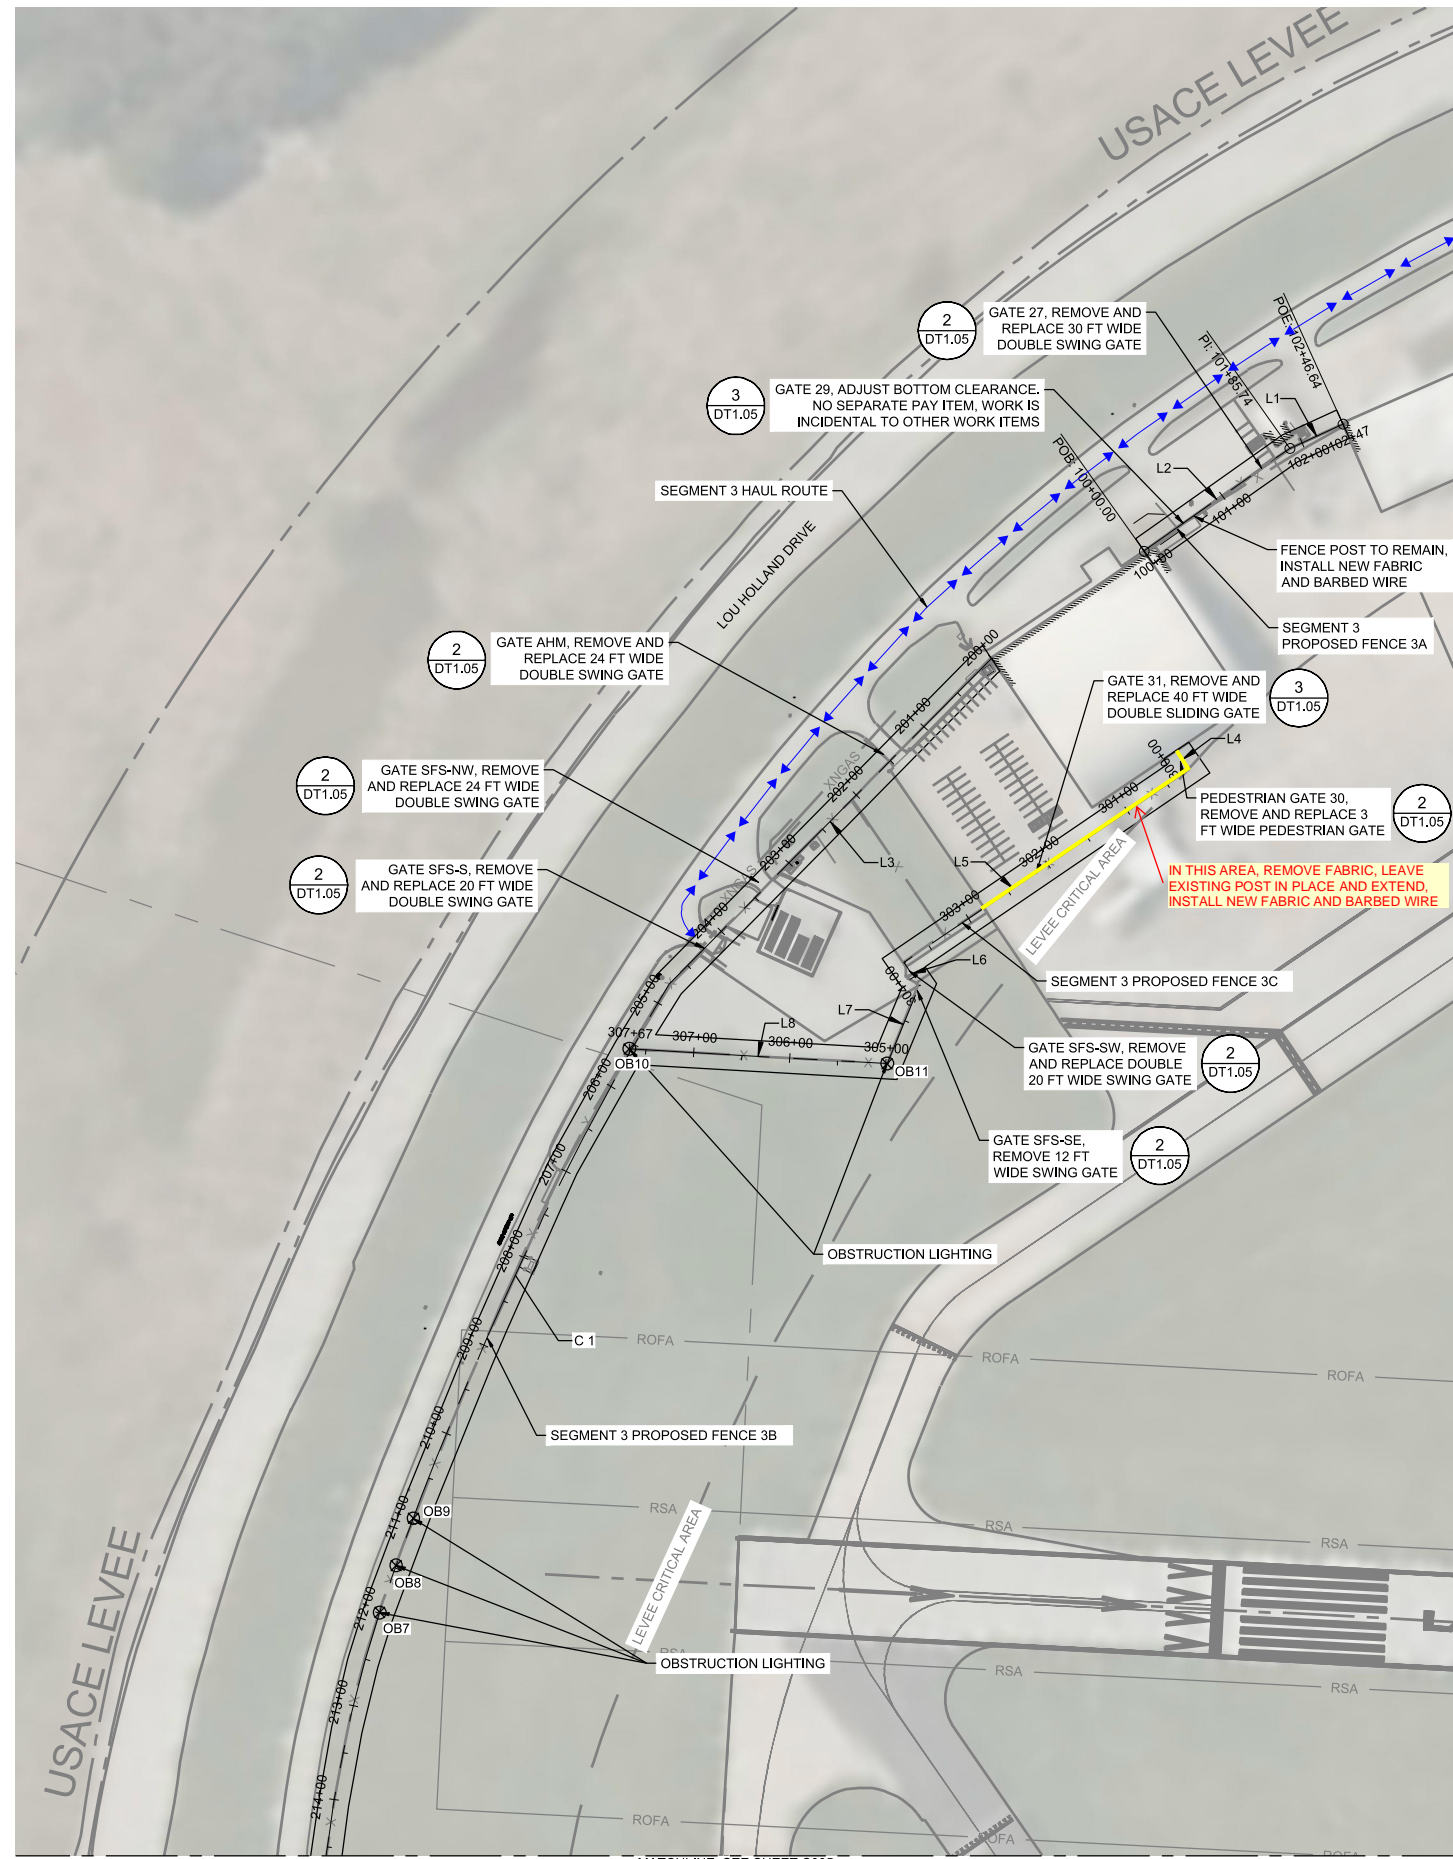 USACE LEVEE
2
DT1.05
GATE 27, REMOVE AND
REPLACE 30 FT WIDE
DOUBLE SWING GATE
POE: 102+46.64
PI: 101+85.74
L1
3
DT1.05
GATE 29, ADJUST BOTTOM CLEARANCE.
NO SEPARATE PAY ITEM, WORK IS
INCIDENTAL TO OTHER WORK ITEMS
102+00
102+47
POB: 100+00.00
L2
101+00
SEGMENT 3 HAUL ROUTE
LOU HOLLAND DRIVE
100+00
FENCE POST TO REMAIN,
INSTALL NEW FABRIC
AND BARBED WIRE
SEGMENT 3
PROPOSED FENCE 3A
2
DT1.05
GATE AHM, REMOVE AND
REPLACE 24 FT WIDE
DOUBLE SWING GATE
200+00
201+00
GATE 31, REMOVE AND
REPLACE 40 FT WIDE
DOUBLE SLIDING GATE
3
DT1.05
L4
300+00
2
DT1.05
GATE SFS-NW, REMOVE
AND REPLACE 24 FT WIDE
DOUBLE SWING GATE
XNGAS
202+00
301+00
PEDESTRIAN GATE 30,
REMOVE AND REPLACE 3
FT WIDE PEDESTRIAN GATE
2
DT1.05
203+00
L3
302+00
L5
2
DT1.05
GATE SFS-S, REMOVE
AND REPLACE 20 FT WIDE
DOUBLE SWING GATE
XNGAS
IN THIS AREA, REMOVE FABRIC, LEAVE
EXISTING POST IN PLACE AND EXTEND,
INSTALL NEW FABRIC AND BARBED WIRE
LEVEE CRITICAL AREA
303+00
204+00
L6
SEGMENT 3 PROPOSED FENCE 3C
205+00
304+00
L7
307+67
307+00
L8
306+00
305+00
OB10
OB11
GATE SFS-SW, REMOVE
AND REPLACE DOUBLE
20 FT WIDE SWING GATE
2
DT1.05
206+00
GATE SFS-SE,
REMOVE 12 FT
WIDE SWING GATE
2
DT1.05
207+00
208+00
OBSTRUCTION LIGHTING
209+00
C 1
ROFA
ROFA
ROFA
210+00
SEGMENT 3 PROPOSED FENCE 3B
RSA
RSA
RSA
211+00
OB9
OB8
OB7
212+00
LEVEE CRITICAL AREA
RSA
OBSTRUCTION LIGHTING
RSA
RSA
USACE LEVEE
213+00
214+00
ROFA
ROFA
ROFA